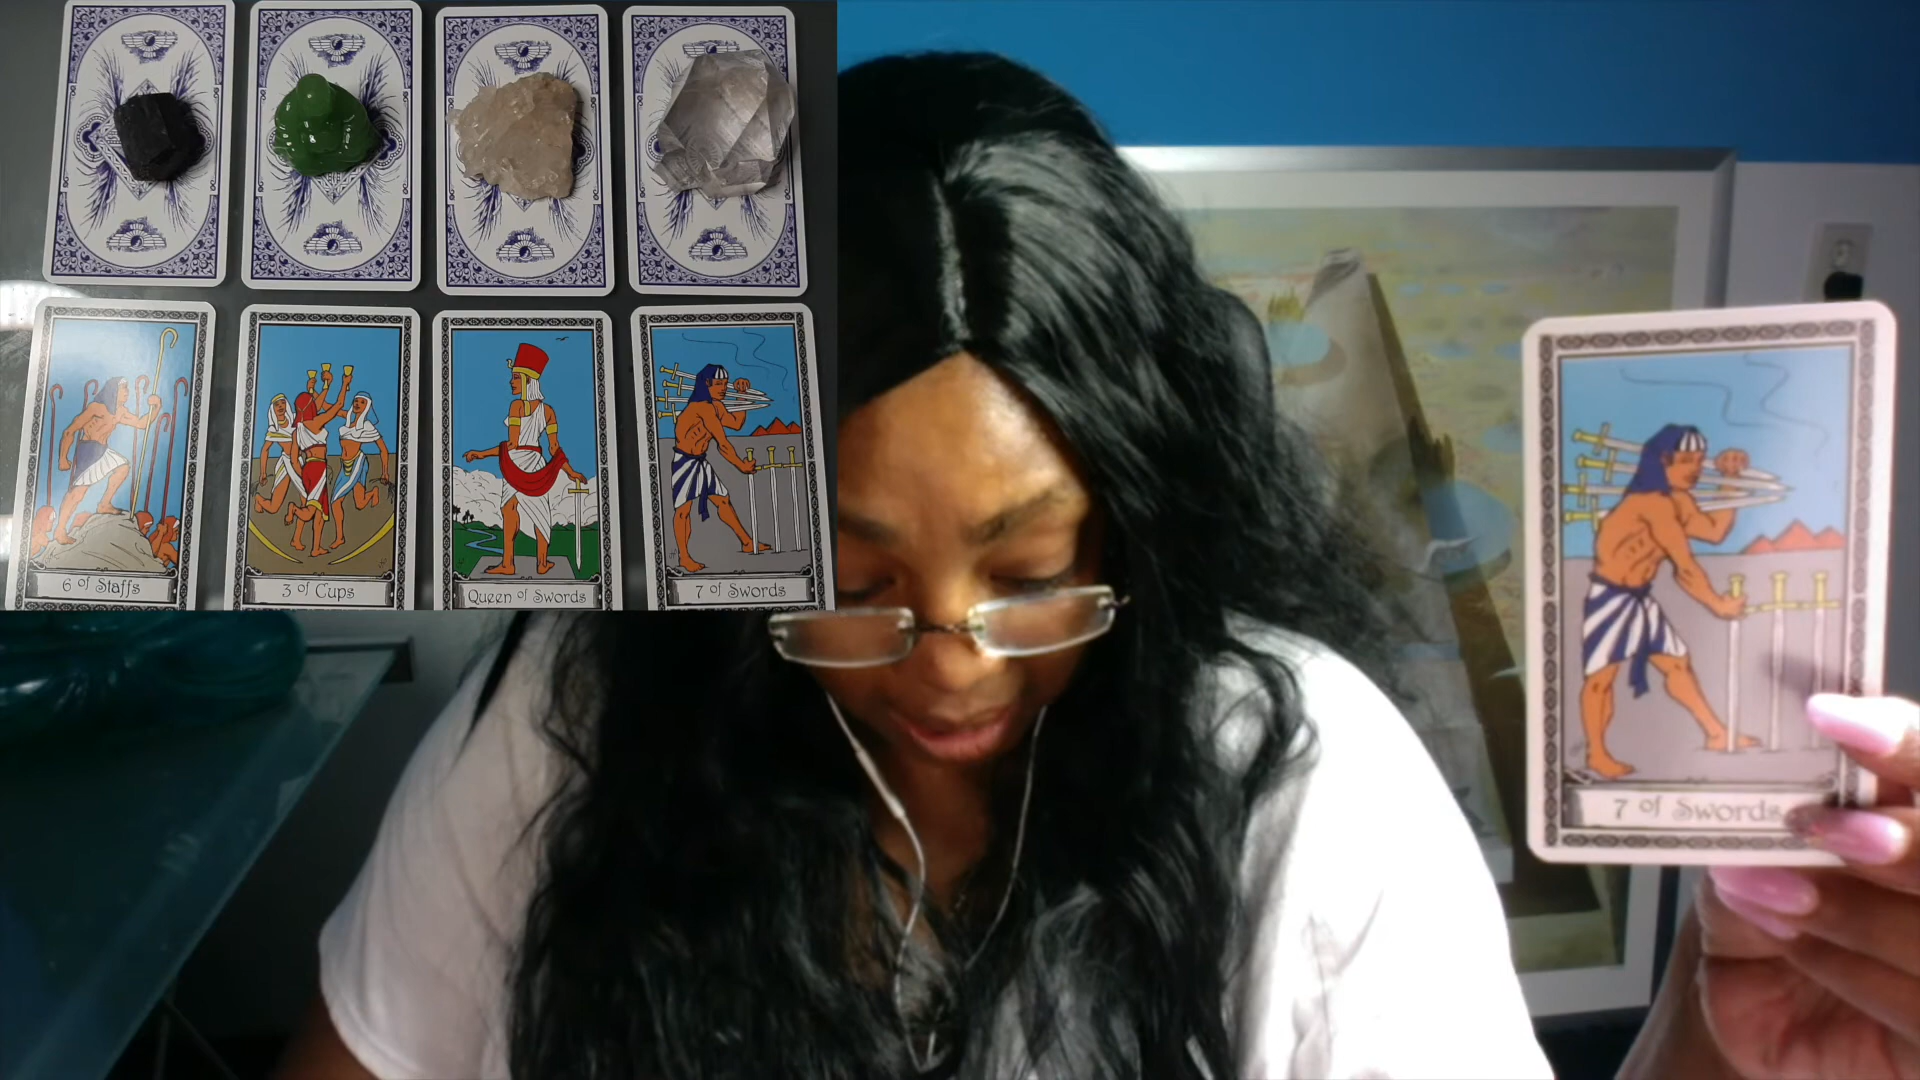 6 of Staffs
3 of Cups
Queen of Swords
7 of Swords
7 of Swords